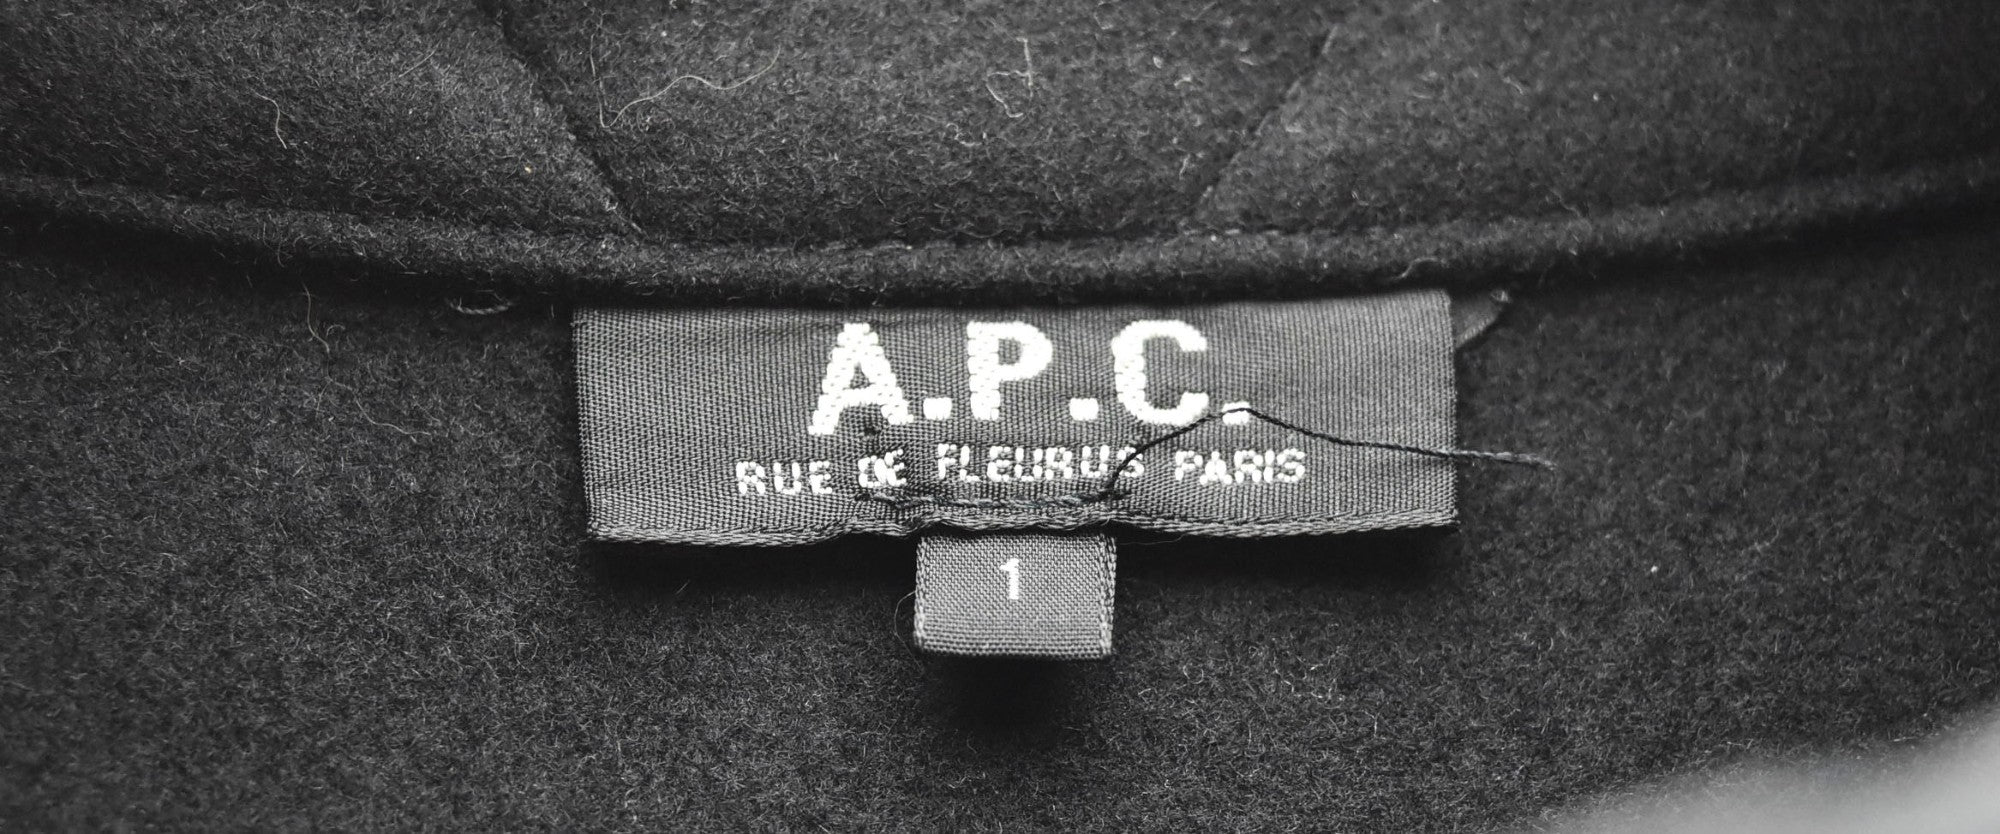 A.P.C.
RUE DE FLEURUS PARIS
1